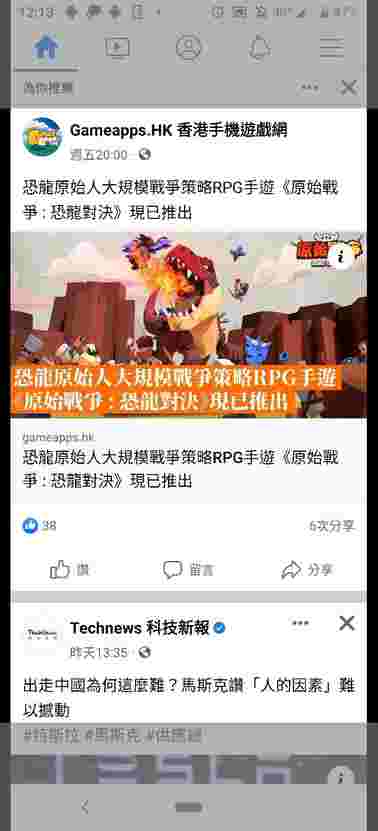 12:13
為你推薦
Gameapps.HK 香港手機遊戲網
週五20:00
恐龍原始人大規模戰爭策略RPG手遊《原始戰
爭 : 恐龍對決》現已推出
恐龍原始人大規模戰爭策略RPG手遊
《原始戰爭 : 恐龍對決》現已推出
gameapps.hk
恐龍原始人大規模戰爭策略RPG手遊《原始戰
爭 : 恐龍對決》現已推出
38
6次分享
讚
留言
分享
Technews 科技新報
昨天13:35
出走中國為何這麼難？馬斯克讚「人的因素」難
以撼動
#特斯拉 #馬斯克 #供應鏈
TESLA